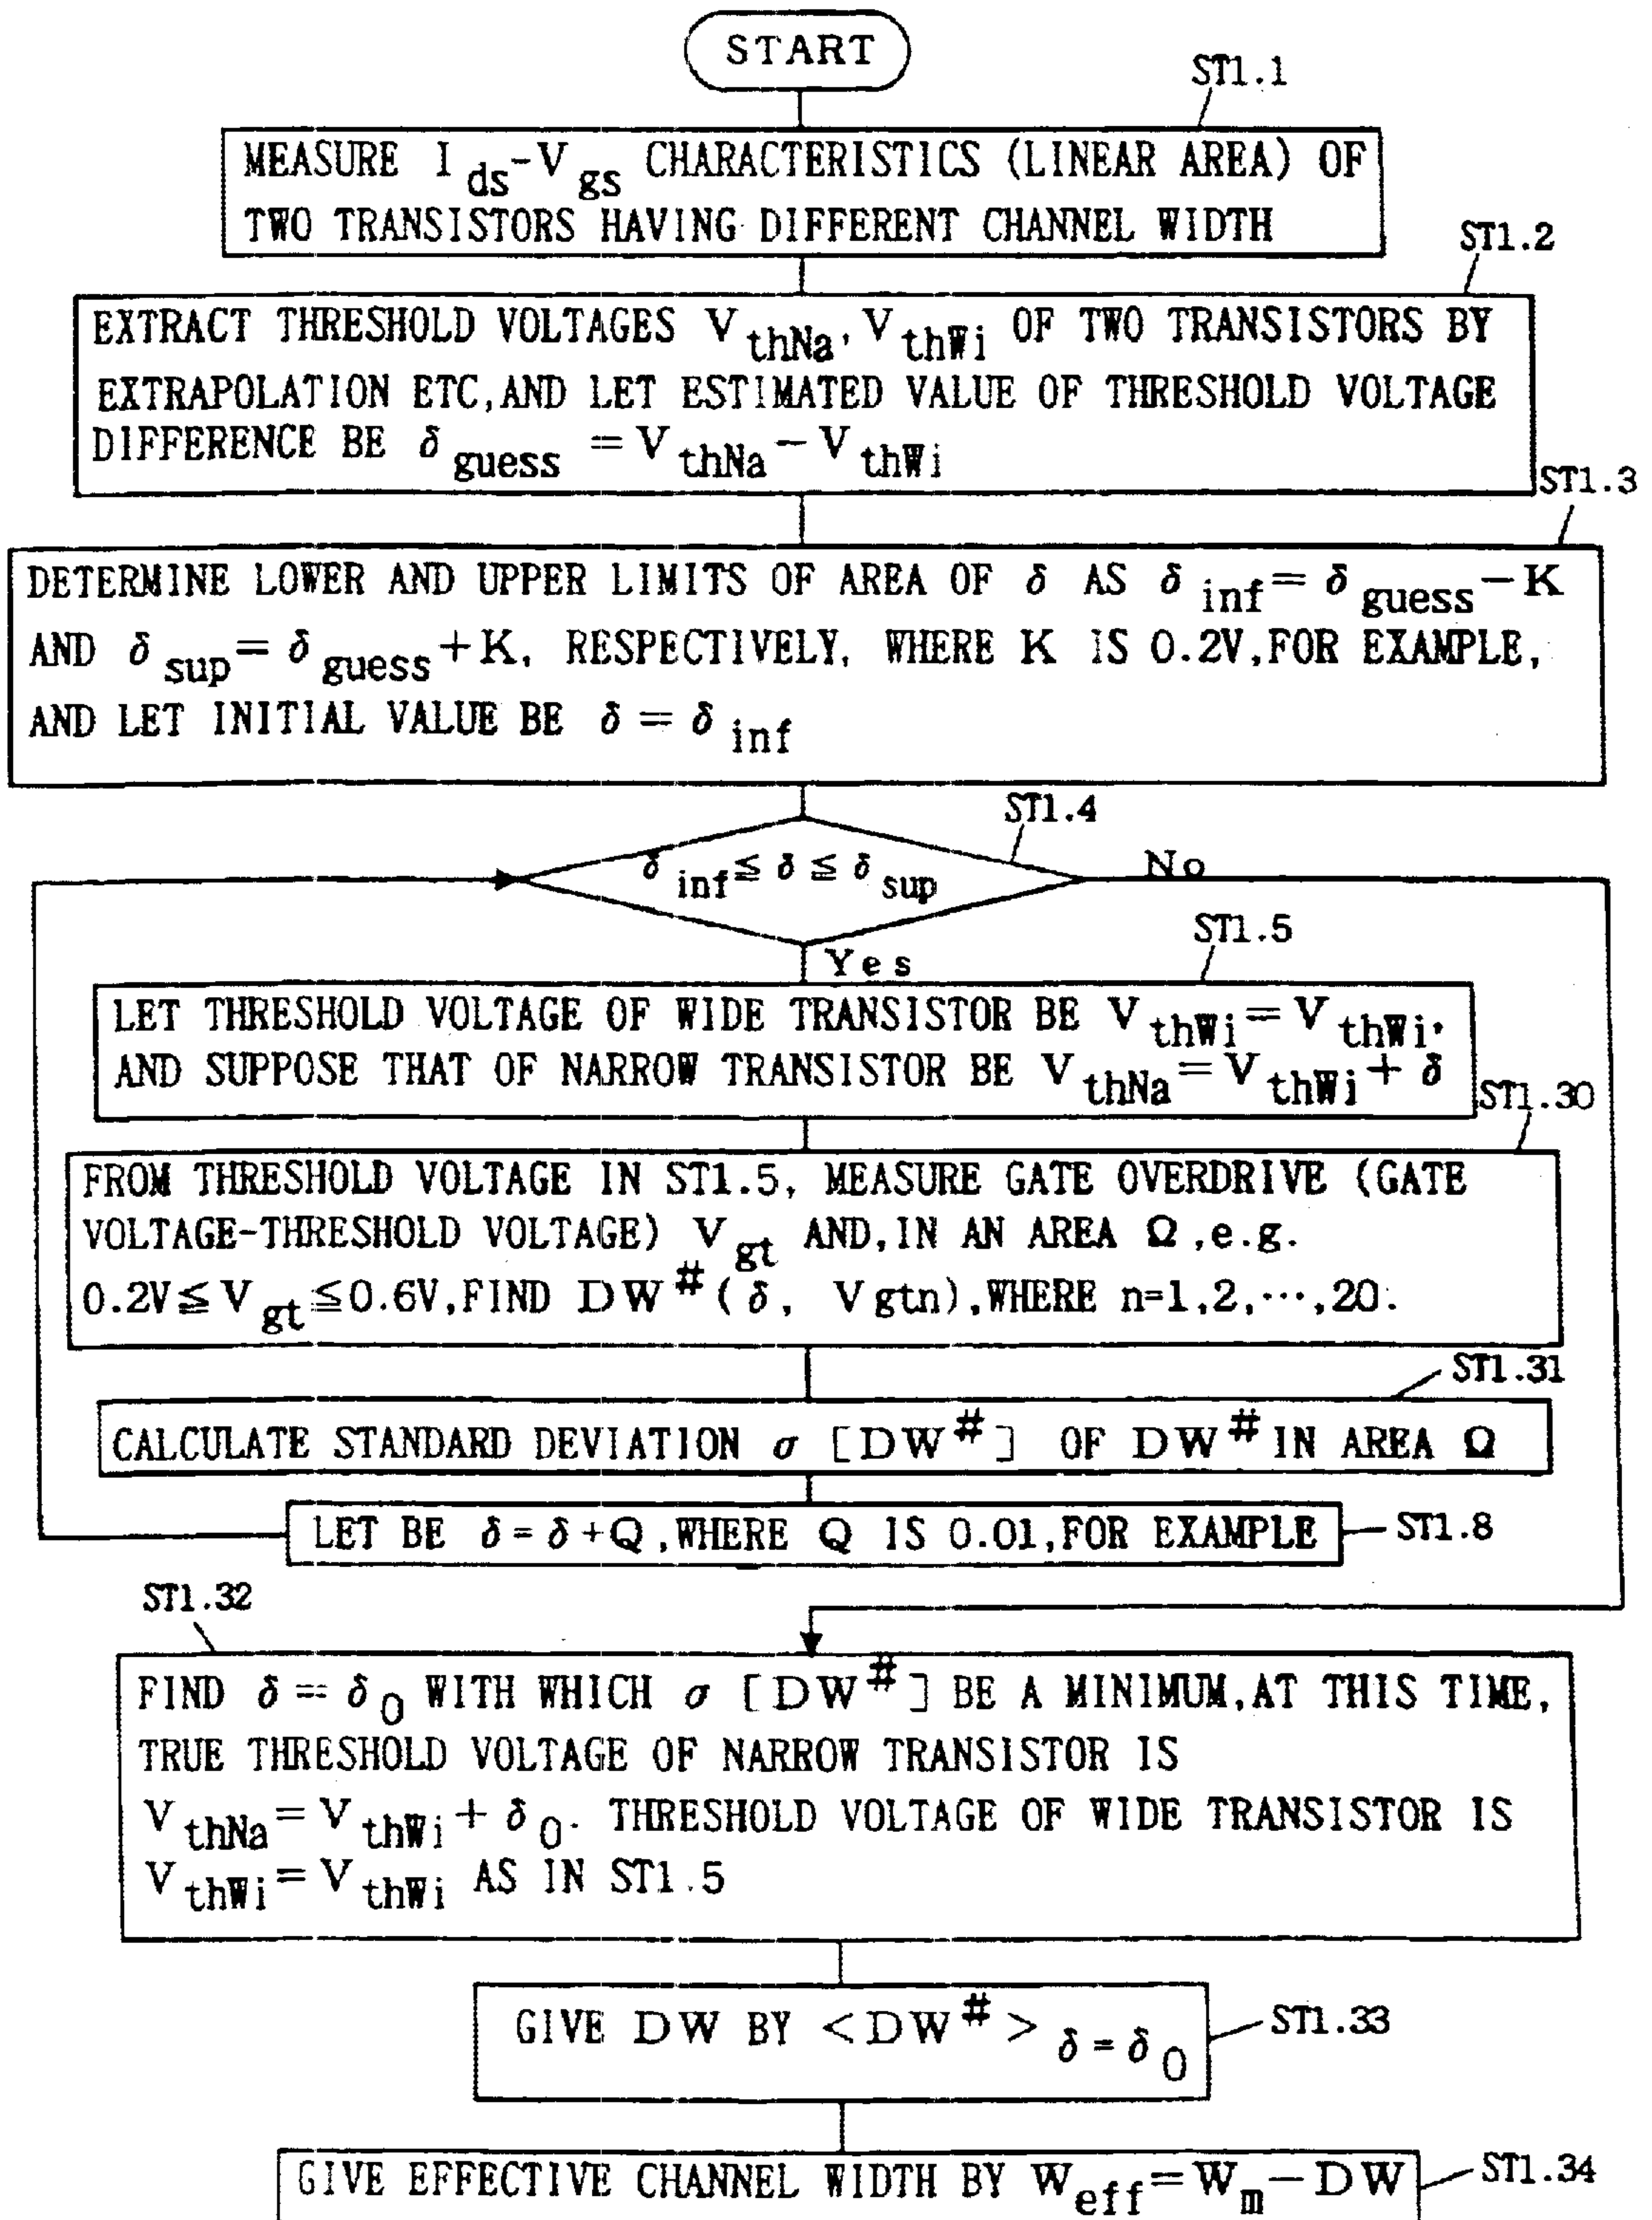 START
ST1.1
MEASURE I ds-V gs CHARACTERISTICS (LINEAR AREA) OF
TWO TRANSISTORS HAVING DIFFERENT CHANNEL WIDTH
ST1.2
EXTRACT THRESHOLD VOLTAGES V thNa, V thWi OF TWO TRANSISTORS BY
EXTRAPOLATION ETC,AND LET ESTIMATED VALUE OF THRESHOLD VOLTAGE
DIFFERENCE BE δ guess = V thNa - V thWi
ST1.3
DETERMINE LOWER AND UPPER LIMITS OF AREA OF δ AS δ inf = δ guess - K
AND δ sup = δ guess + K, RESPECTIVELY, WHERE K IS 0.2V,FOR EXAMPLE,
AND LET INITIAL VALUE BE δ = δ inf
ST1.4
δ inf ≦ δ ≦ δ sup
No
Yes
ST1.5
LET THRESHOLD VOLTAGE OF WIDE TRANSISTOR BE V thWi = V thWi,
AND SUPPOSE THAT OF NARROW TRANSISTOR BE V thNa = V thWi + δ
ST1.30
FROM THRESHOLD VOLTAGE IN ST1.5, MEASURE GATE OVERDRIVE (GATE
VOLTAGE-THRESHOLD VOLTAGE) V gt AND,IN AN AREA Ω,e.g.
0.2V ≦ V gt ≦ 0.6V,FIND DW # (δ, Vgtn),WHERE n=1,2,…,20.
ST1.31
CALCULATE STANDARD DEVIATION σ [DW #] OF DW # IN AREA Ω
LET BE δ = δ + Q,WHERE Q IS 0.01,FOR EXAMPLE
ST1.8
ST1.32
FIND δ = δ 0 WITH WHICH σ [DW #] BE A MINIMUM,AT THIS TIME,
TRUE THRESHOLD VOLTAGE OF NARROW TRANSISTOR IS
V thNa = V thWi + δ 0. THRESHOLD VOLTAGE OF WIDE TRANSISTOR IS
V thWi = V thWi AS IN ST1.5
GIVE DW BY <DW #> δ = δ 0
ST1.33
GIVE EFFECTIVE CHANNEL WIDTH BY W eff = W m - DW
ST1.34